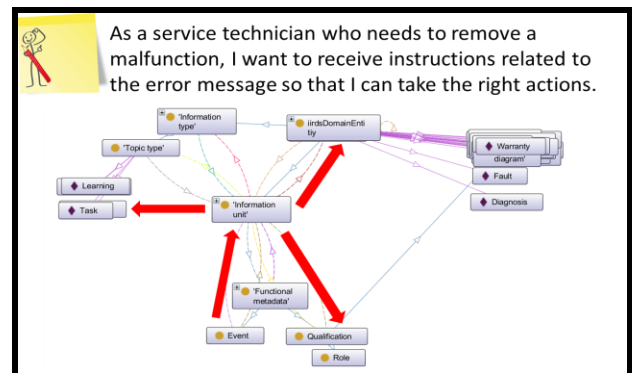 As a service technician who needs to remove a
malfunction, I want to receive instructions related to
the error message so that I can take the right actions.
'Information
type'
iirdsDomainEnti
tiy
'Topic type'
Warranty
diagram'
Learning
Fault
Task
'Information
unit'
Diagnosis
'Functional
metadata'
Event
Qualification
Role